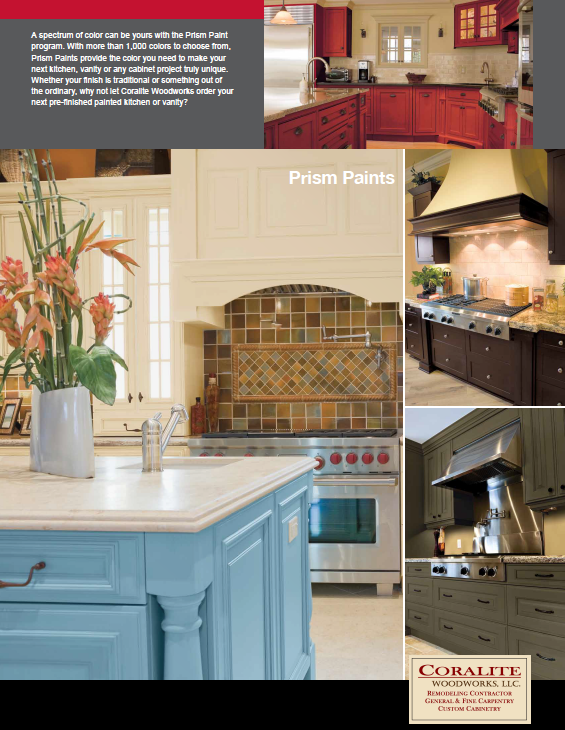 A spectrum of color can be yours with the Prism Paint
program. With more than 1,000 colors to choose from,
Prism Paints provide the color you need to make your
next kitchen, vanity or any cabinet project truly unique.
Whether your finish is traditional or something out of
the ordinary, why not let Coralite Woodworks order your
next pre-finished painted kitchen or vanity?
Prism Paints
CORALITE
WOODWORKS, LLC.
REMODELING CONTRACTOR
GENERAL & FINE CARPENTRY
CUSTOM CABINETRY